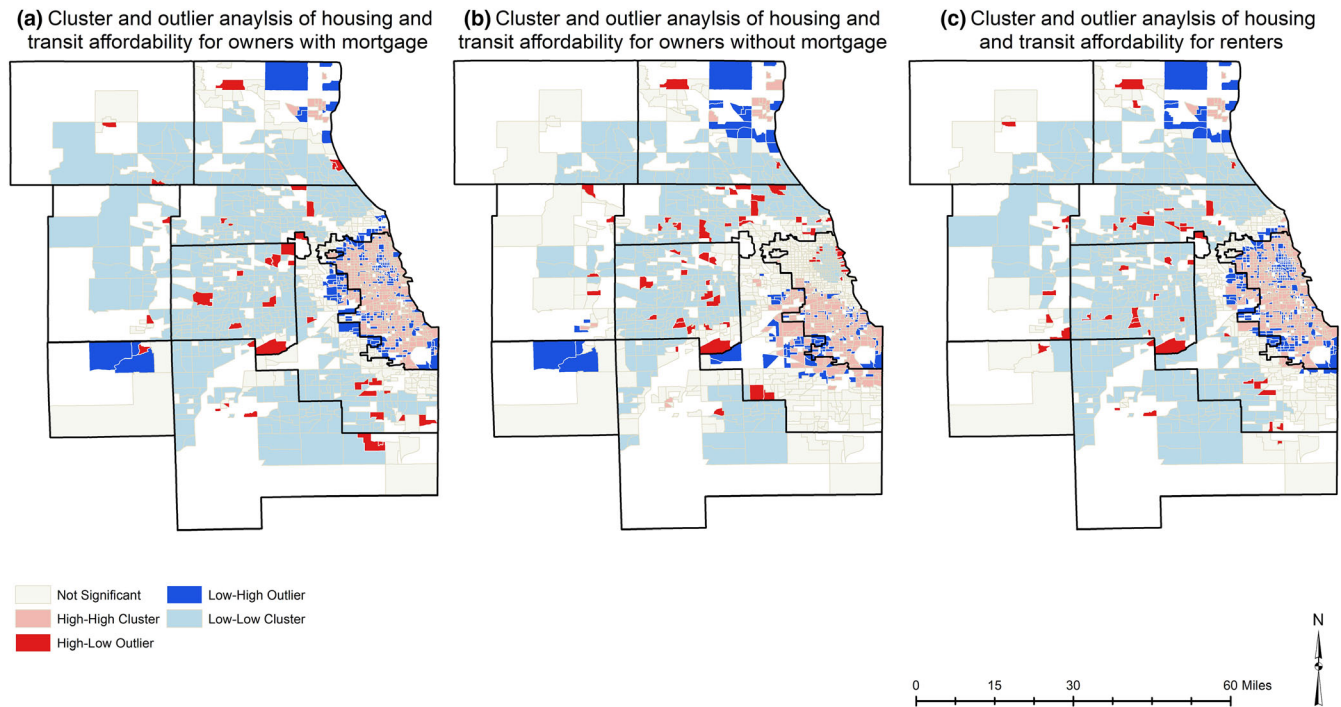 (a) Cluster and outlier anaylsis of housing and
transit affordability for owners with mortgage
(b) Cluster and outlier anaylsis of housing and
transit affordability for owners without mortgage
(c) Cluster and outlier anaylsis of housing
and transit affordability for renters
Not Significant
High-High Cluster
High-Low Outlier
Low-High Outlier
Low-Low Cluster
N
0 15 30 60 Miles